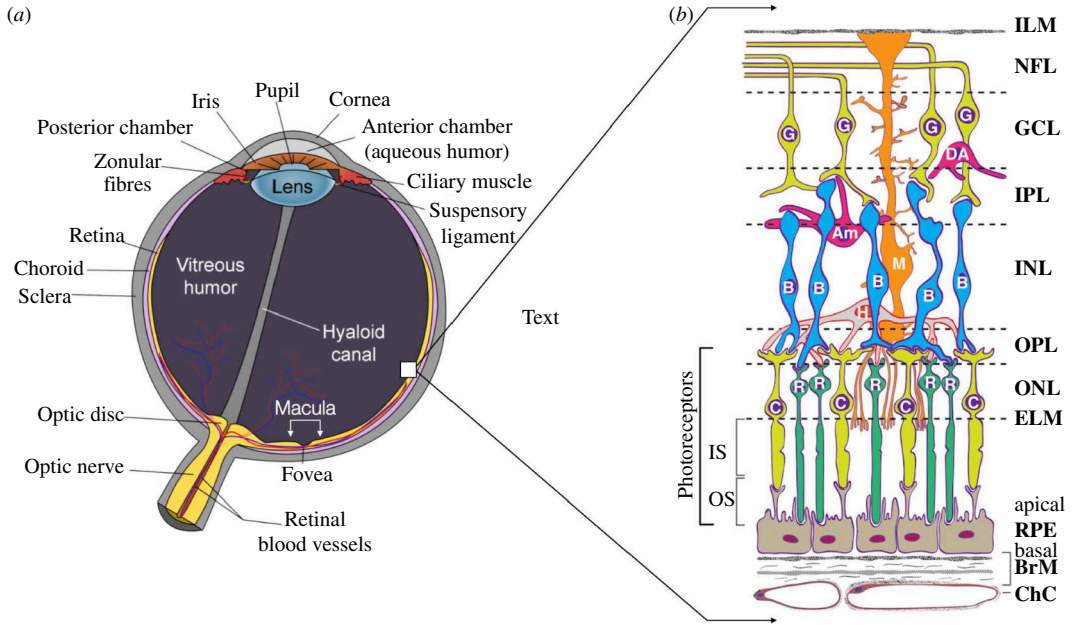 (a)
Pupil
Iris
Cornea
Posterior chamber
Anterior chamber
(aqueous humor)
Zonular
fibres
Lens
Ciliary muscle
Suspensory
ligament
Retina
Choroid
Sclera
Vitreous
humor
Hyaloid
canal
Optic disc
Macula
Optic nerve
Fovea
Retinal
blood vessels
Text
(b)
ILM
NFL
GCL
G
G
G
G
DA
IPL
Am
INL
M
B
B
B
B
B
H
OPL
Photoreceptors
ONL
R
R
R
R
R
C
C
C
C
ELM
IS
OS
apical
RPE
basal
BrM
ChC